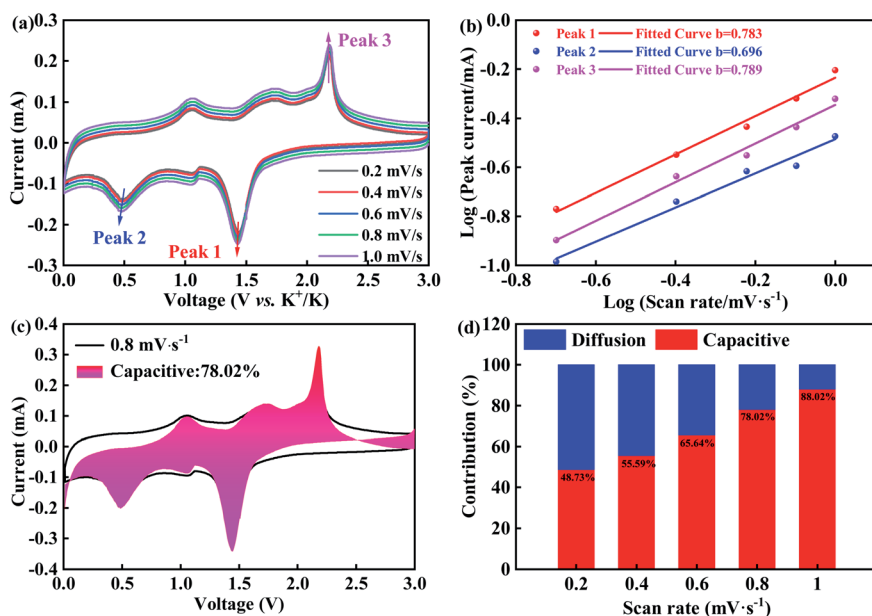 (a)
0.3
0.2
0.1
0.0
-0.1
-0.2
-0.3
Current (mA)
Peak 3
Peak 2
Peak 1
0.2 mV/s
0.4 mV/s
0.6 mV/s
0.8 mV/s
1.0 mV/s
0.0 0.5 1.0 1.5 2.0 2.5 3.0
Voltage (V vs. K⁺/K)
(b)
0.0
-0.2
-0.4
-0.6
-0.8
-1.0
Log (Peak current/mA)
Peak 1 Fitted Curve b=0.783
Peak 2 Fitted Curve b=0.696
Peak 3 Fitted Curve b=0.789
-0.8 -0.6 -0.4 -0.2 0.0
Log (Scan rate/mV·s⁻¹)
(c)
0.4
0.3
0.2
0.1
0.0
-0.1
-0.2
-0.3
-0.4
Current (mA)
0.8 mV·s⁻¹
Capacitive:78.02%
0.0 0.5 1.0 1.5 2.0 2.5 3.0
Voltage (V)
(d)
120
100
80
60
40
20
0
Contribution (%)
Diffusion Capacitive
48.73% 55.59% 65.64% 78.02% 88.02%
0.2 0.4 0.6 0.8 1
Scan rate (mV·s⁻¹)